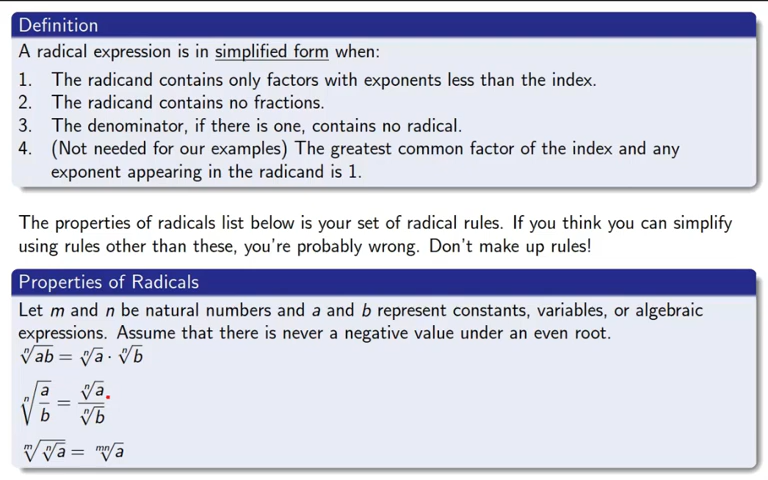 Definition
A radical expression is in simplified form when:
1. The radicand contains only factors with exponents less than the index.
2. The radicand contains no fractions.
3. The denominator, if there is one, contains no radical.
4. (Not needed for our examples) The greatest common factor of the index and any
exponent appearing in the radicand is 1.
The properties of radicals list below is your set of radical rules. If you think you can simplify
using rules other than these, you're probably wrong. Don't make up rules!
Properties of Radicals
Let m and n be natural numbers and a and b represent constants, variables, or algebraic
expressions. Assume that there is never a negative value under an even root.
ⁿ√(ab) = ⁿ√a · ⁿ√b
ⁿ√(a/b) = ⁿ√a / ⁿ√b
ᵐ√(ⁿ√a) = ᵐⁿ√a